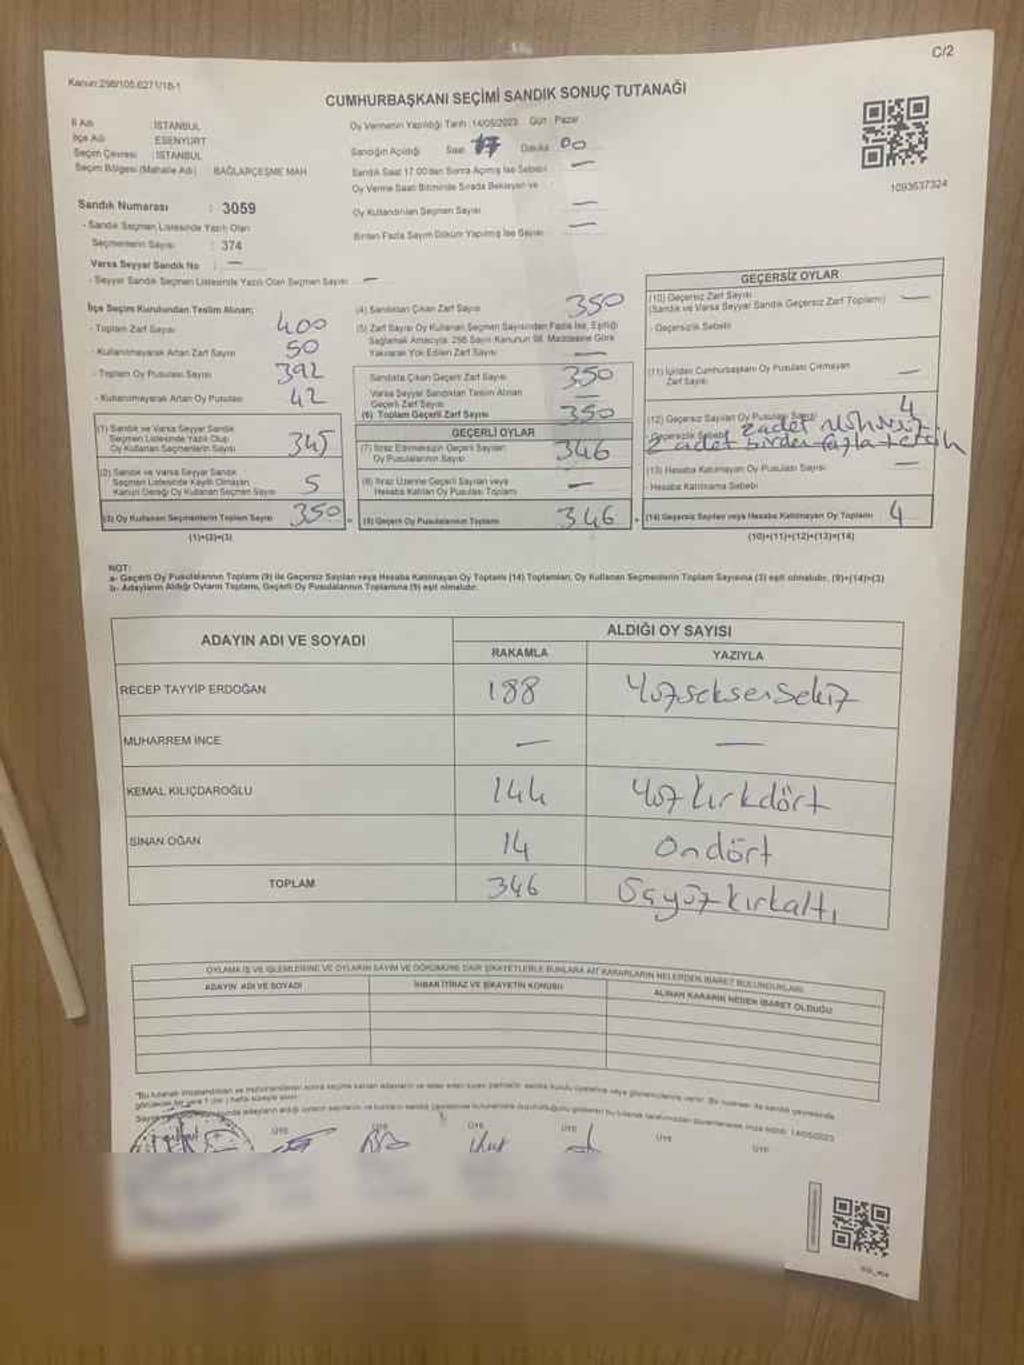 C/2
Kanun:298/105.6271/18-1
CUMHURBAŞKANI SEÇİMİ SANDIK SONUÇ TUTANAĞI
İl Adı : İSTANBUL
İlçe Adı : ESENYURT
Seçim Çevresi : İSTANBUL
Seçim Bölgesi (Mahalle Adı) : BAĞLARÇEŞME MAH
Sandık Numarası : 3059
- Sandık Seçmen Listesinde Yazılı Olan
Seçmenlerin Sayısı : 374
Varsa Seyyar Sandık No : —
- Seyyar Sandık Seçmen Listesinde Yazılı Olan Seçmen Sayısı : —
Oy Vermenin Yapıldığı Tarih :14/05/2023 Gün : Pazar
Sandığın Açıldığı Saat : 17 Dakika : 00
Sandık Saat 17.00'den Sonra Açılmış İse Sebebi : —
Oy Verme Saati Bitiminde Sırada Bekleyen ve
Oy Kullandırılan Seçmen Sayısı : —
Birden Fazla Sayım Döküm Yapılmış İse Sayısı : —
1093637324
İlçe Seçim Kurulundan Teslim Alınan;
- Toplam Zarf Sayısı : 400
- Kullanılmayarak Artan Zarf Sayısı : 50
- Toplam Oy Pusulası Sayısı : 392
- Kullanılmayarak Artan Oy Pusulası : 42
(1) Sandık ve Varsa Seyyar Sandık
Seçmen Listesinde Yazılı Olup
Oy Kullanan Seçmenlerin Sayısı 345
(2) Sandık ve Varsa Seyyar Sandık
Seçmen Listesinde Kayıtlı Olmayan
Kanun Gereği Oy Kullanan Seçmen Sayısı 5
(3) Oy Kullanan Seçmenlerin Toplam Sayısı 350
(1)+(2)=(3)
(4) Sandıktan Çıkan Zarf Sayısı 350
(5) Zarf Sayısı Oy Kullanan Seçmen Sayısından Fazla İse, Eşitliği
Sağlamak Amacıyla; 298 Sayılı Kanunun 98. Maddesine Göre
Yakılarak Yok Edilen Zarf Sayısı —
Sandıkta Çıkan Geçerli Zarf Sayısı 350
Varsa Seyyar Sandıktan Teslim Alınan
Geçerli Zarf Sayısı —
(6) Toplam Geçerli Zarf Sayısı 350
GEÇERLİ OYLAR
(7) İtiraz Edilmeksizin Geçerli Sayılan
Oy Pusulalarının Sayısı 346
(8) İtiraz Üzerine Geçerli Sayılan veya
Hesaba Katılan Oy Pusulası Toplamı —
(9) Geçerli Oy Pusulalarının Toplamı 346
GEÇERSİZ OYLAR
(10) Geçersiz Zarf Sayısı
(Sandık ve Varsa Seyyar Sandık Geçersiz Zarf Toplamı) —
- Geçersizlik Sebebi
(11) İçinden Cumhurbaşkanı Oy Pusulası Çıkmayan
Zarf Sayısı —
(12) Geçersiz Sayılan Oy Pusulası Sayısı 4
- Geçersizlik Sebebi 2 adet mühürsüz
2 adet birden fazla tercih
(13) Hesaba Katılmayan Oy Pusulası Sayısı —
- Hesaba Katılmama Sebebi
(14) Geçersiz Sayılan veya Hesaba Katılmayan Oy Toplamı 4
(10)+(11)+(12)+(13)=(14)
NOT:
a- Geçerli Oy Pusulalarının Toplamı (9) ile Geçersiz Sayılan veya Hesaba Katılmayan Oy Toplamı (14) Toplamları, Oy Kullanan Seçmenlerin Toplam Sayısına (3) eşit olmalıdır. (9)+(14)=(3)
b- Adayların Aldığı Oyların Toplamı, Geçerli Oy Pusulalarının Toplamına (9) eşit olmalıdır.
ADAYIN ADI VE SOYADI ALDIĞI OY SAYISI
RAKAMLA YAZIYLA
RECEP TAYYİP ERDOĞAN 188 Yüzseksensekiz
MUHARREM İNCE — —
KEMAL KILIÇDAROĞLU 144 Yüzkırkdört
SİNAN OĞAN 14 Ondört
TOPLAM 346 Üçyüzkırkaltı
OYLAMA İŞ VE İŞLEMLERİNE VE OYLARIN SAYIM VE DÖKÜMÜNE DAİR ŞİKAYETLERLE BUNLARA AİT KARARLARIN NELERDEN İBARET BULUNDUKLARI
ADAYIN ADI VE SOYADI İHBAR İTİRAZ VE ŞİKAYETİN KONUSU ALINAN KARARIN NEDEN İBARET OLDUĞU
ÜYE ÜYE ÜYE ÜYE ÜYE ÜYE